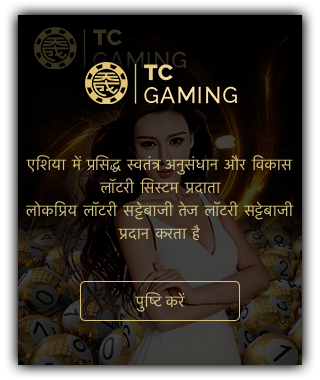 TC
GAMING
TC
GAMING
एशिया में प्रसिद्ध स्वतंत्र अनुसंधान और विकास
लॉटरी सिस्टम प्रदाता
लोकप्रिय लॉटरी सट्टेबाजी तेज लॉटरी सट्टेबाजी
प्रदान करता है
पुष्टि करें